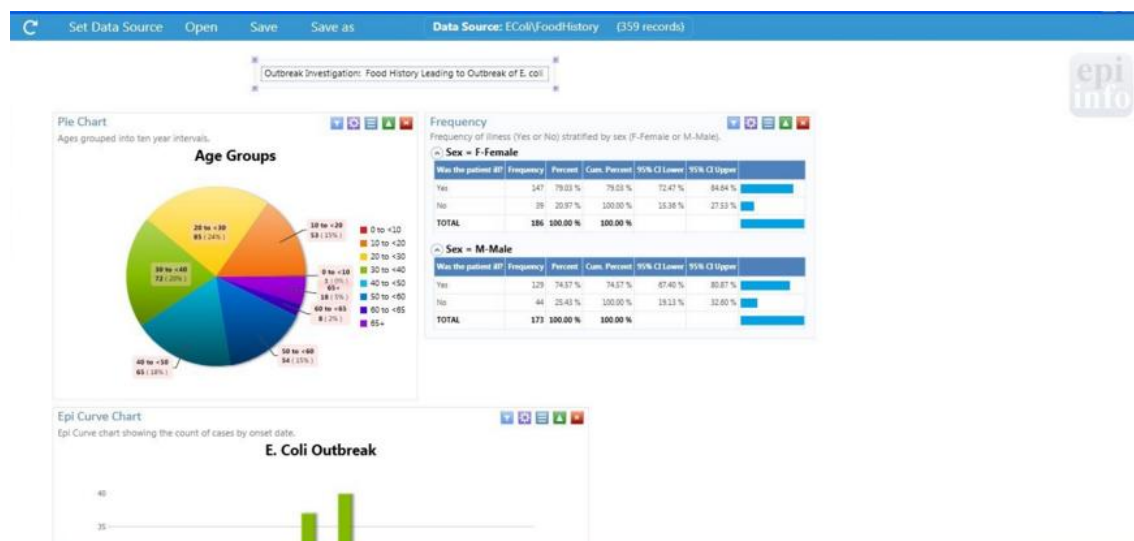 Set Data Source Open Save Save as Data Source: EColi\FoodHistory (359 records)
epi
info
Outbreak Investigation: Food History Leading to Outbreak of E. coli
Pie Chart
Ages grouped into ten year intervals.
Age Groups
10 to <20
53 (15%)
20 to <30
85 (24%)
30 to <40
72 (20%)
0 to <10
65+
18 (5%)
60 to <65
8 (2%)
50 to <60
54 (15%)
40 to <50
65 (18%)
0 to <10
10 to <20
20 to <30
30 to <40
40 to <50
50 to <60
60 to <65
65+
Frequency
Frequency of illness (Yes or No) stratified by sex (F-Female or M-Male).
Sex = F-Female
Was the patient ill? Frequency Percent Cum. Percent 95% CI Lower 95% CI Upper
Yes 147 79.03 % 79.03 % 72.47 % 84.64 %
No 39 20.97 % 100.00 % 15.36 % 27.53 %
TOTAL 186 100.00 % 100.00 %
Sex = M-Male
Was the patient ill? Frequency Percent Cum. Percent 95% CI Lower 95% CI Upper
Yes 129 74.57 % 74.57 % 67.40 % 80.87 %
No 44 25.43 % 100.00 % 19.13 % 32.60 %
TOTAL 173 100.00 % 100.00 %
Epi Curve Chart
Epi Curve chart showing the count of cases by onset date.
E. Coli Outbreak
40
35